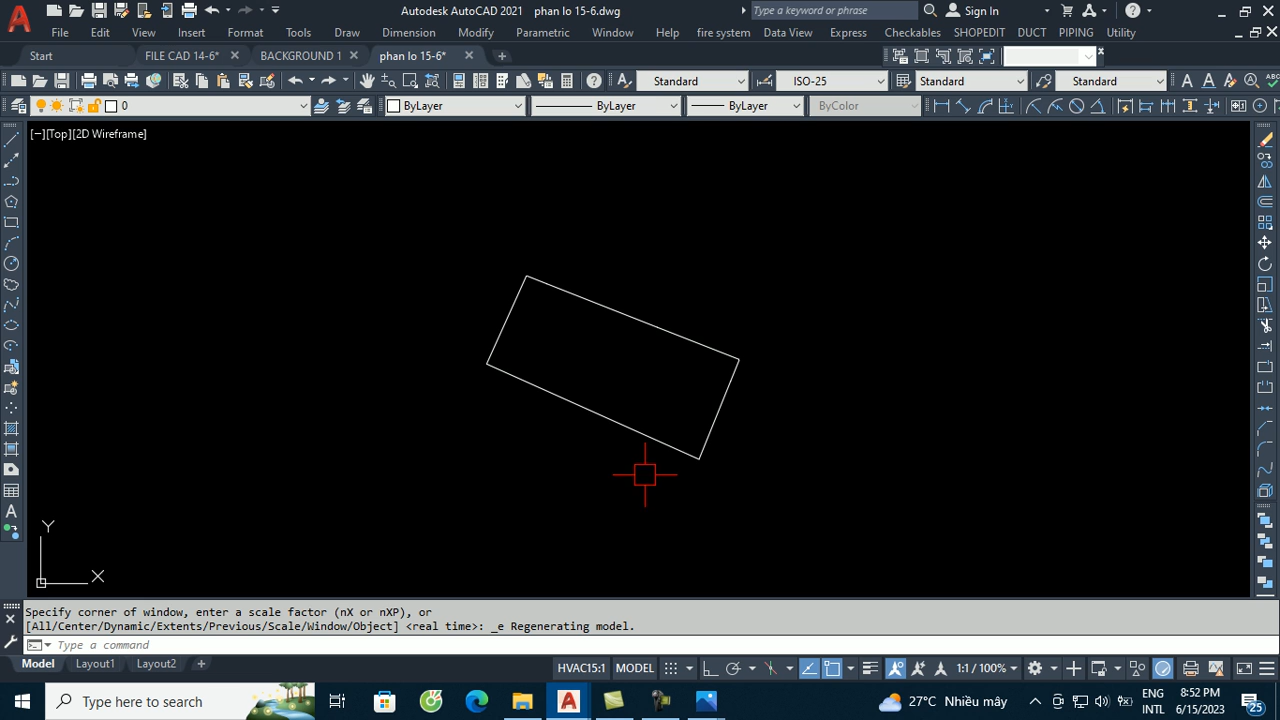 Autodesk AutoCAD 2021 phan lo 15-6.dwg
Type a keyword or phrase
Sign In
File Edit View Insert Format Tools Draw Dimension Modify Parametric Window Help fire system Data View Express Checkables SHOPEDIT DUCT PIPING Utility
Start FILE CAD 14-6* BACKGROUND 1 phan lo 15-6*
Standard ISO-25 Standard Standard
0 ByLayer ByLayer ByLayer ByColor
[−][Top][2D Wireframe]
Y
X
Specify corner of window, enter a scale factor (nX or nXP), or
[All/Center/Dynamic/Extents/Previous/Scale/Window/Object] <real time>: _e Regenerating model.
Type a command
Model Layout1 Layout2 HVAC15:1 MODEL 1:1 / 100%
Type here to search 27°C Nhiều mây ENG 8:52 PM
INTL 6/15/2023 25